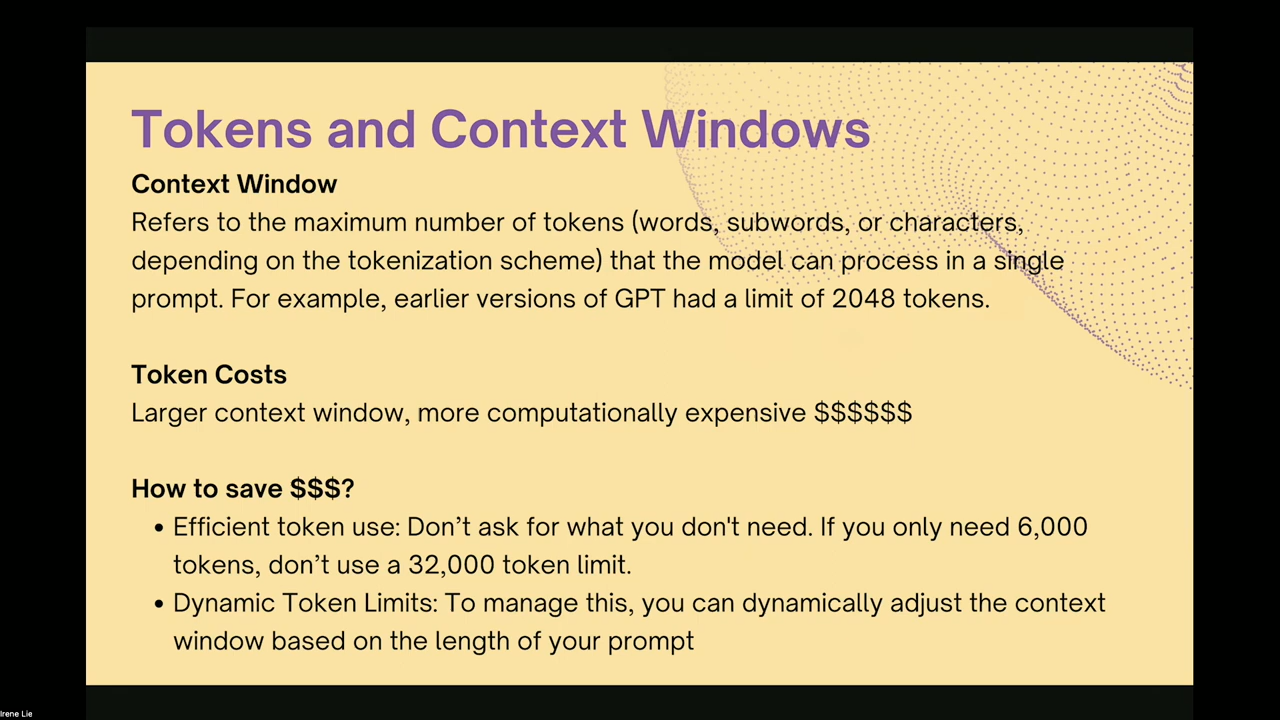 Tokens and Context Windows
Context Window
Refers to the maximum number of tokens (words, subwords, or characters,
depending on the tokenization scheme) that the model can process in a single
prompt. For example, earlier versions of GPT had a limit of 2048 tokens.
Token Costs
Larger context window, more computationally expensive $$$$$$
How to save $$$?
• Efficient token use: Don’t ask for what you don't need. If you only need 6,000
tokens, don’t use a 32,000 token limit.
• Dynamic Token Limits: To manage this, you can dynamically adjust the context
window based on the length of your prompt
Irene Lie